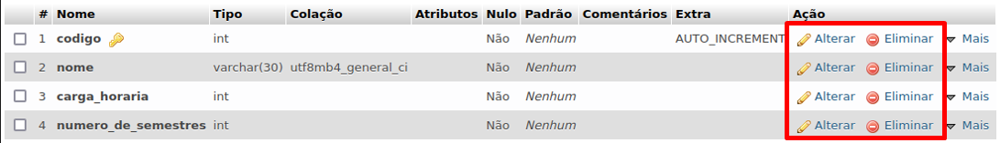 # Nome Tipo Colação Atributos Nulo Padrão Comentários Extra Ação
1 codigo int Não Nenhum AUTO_INCREMENT Alterar Eliminar Mais
2 nome varchar(30) utf8mb4_general_ci Não Nenhum Alterar Eliminar Mais
3 carga_horaria int Não Nenhum Alterar Eliminar Mais
4 numero_de_semestres int Não Nenhum Alterar Eliminar Mais